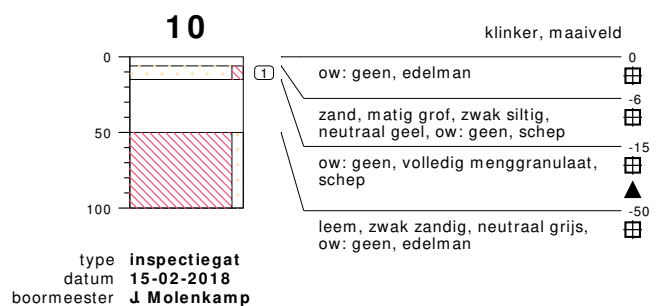 10
klinker, maaiveld
0
0
1
ow: geen, edelman
-6
zand, matig grof, zwak siltig,
neutraal geel, ow: geen, schep
50
-15
ow: geen, volledig menggranulaat,
schep
-50
100
leem, zwak zandig, neutraal grijs,
ow: geen, edelman
type inspectiegat
datum 15-02-2018
boormeester J. Molenkamp